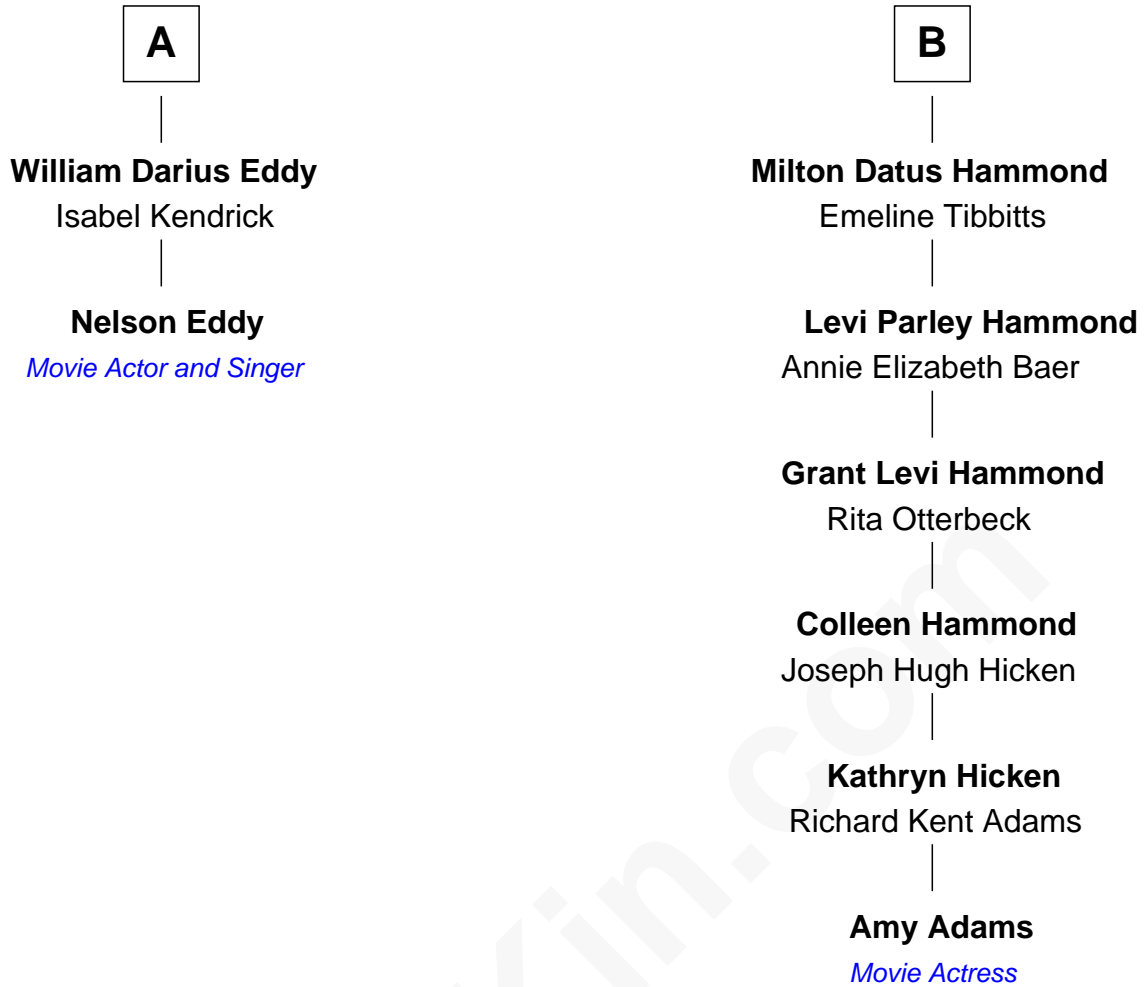 A
William Darius Eddy
Isabel Kendrick
Nelson Eddy
Movie Actor and Singer
B
Milton Datus Hammond
Emeline Tibbitts
Levi Parley Hammond
Annie Elizabeth Baer
Grant Levi Hammond
Rita Otterbeck
Colleen Hammond
Joseph Hugh Hicken
Kathryn Hicken
Richard Kent Adams
Amy Adams
Movie Actress
Kin.com